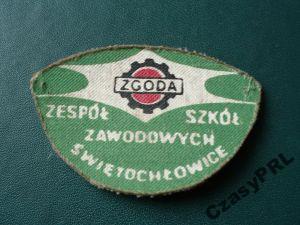 ZGODA
ZESPÓŁ SZKÓŁ
ZAWODOWYCH
ŚWIĘTOCHŁOWICE
CzasyPRL